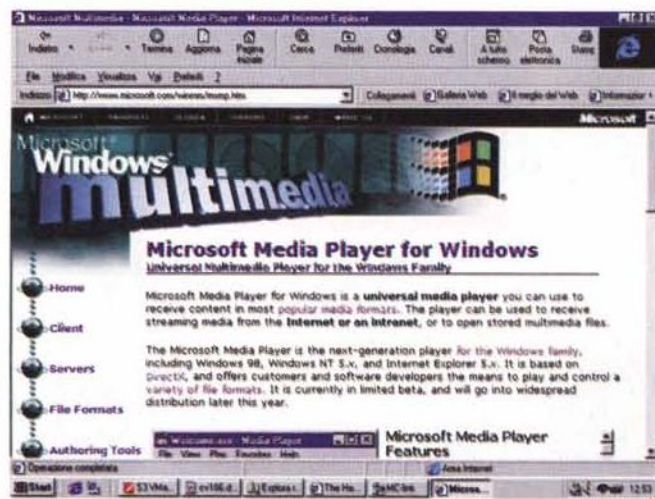 Microsoft Multimedia - Microsoft Media Player - Microsoft Internet Explorer
Indietro Termina Aggiorna Pagina iniziale Cerca Preferiti Cronologia Canali A tutto schermo Posta elettronica Stampa
File Modifica Visualizza Vai Preferiti ?
Indirizzo Collegamenti Galleria Web Il meglio del Web
Microsoft
Microsoft
Windows
multimedia
Microsoft Media Player for Windows
Universal Multimedia Player for the Windows Family
Home
Client
Servers
File Formats
Authoring Tools
Microsoft Media Player for Windows is a universal media player you can use to
receive content in most popular media formats. The player can be used to receive
streaming media from the Internet or an intranet, or to open stored multimedia files.
The Microsoft Media Player is the next-generation player for the Windows family,
including Windows 98, Windows NT 5.x, and Internet Explorer 5.x. It is based on
DirectX, and offers customers and software developers the means to play and control a
variety of file formats. It is currently in limited beta, and will go into widespread
distribution later this year.
Media Player
File View Play Favorites Help
Microsoft Media Player
Features
Operazione completata Area Internet
Start 12.53